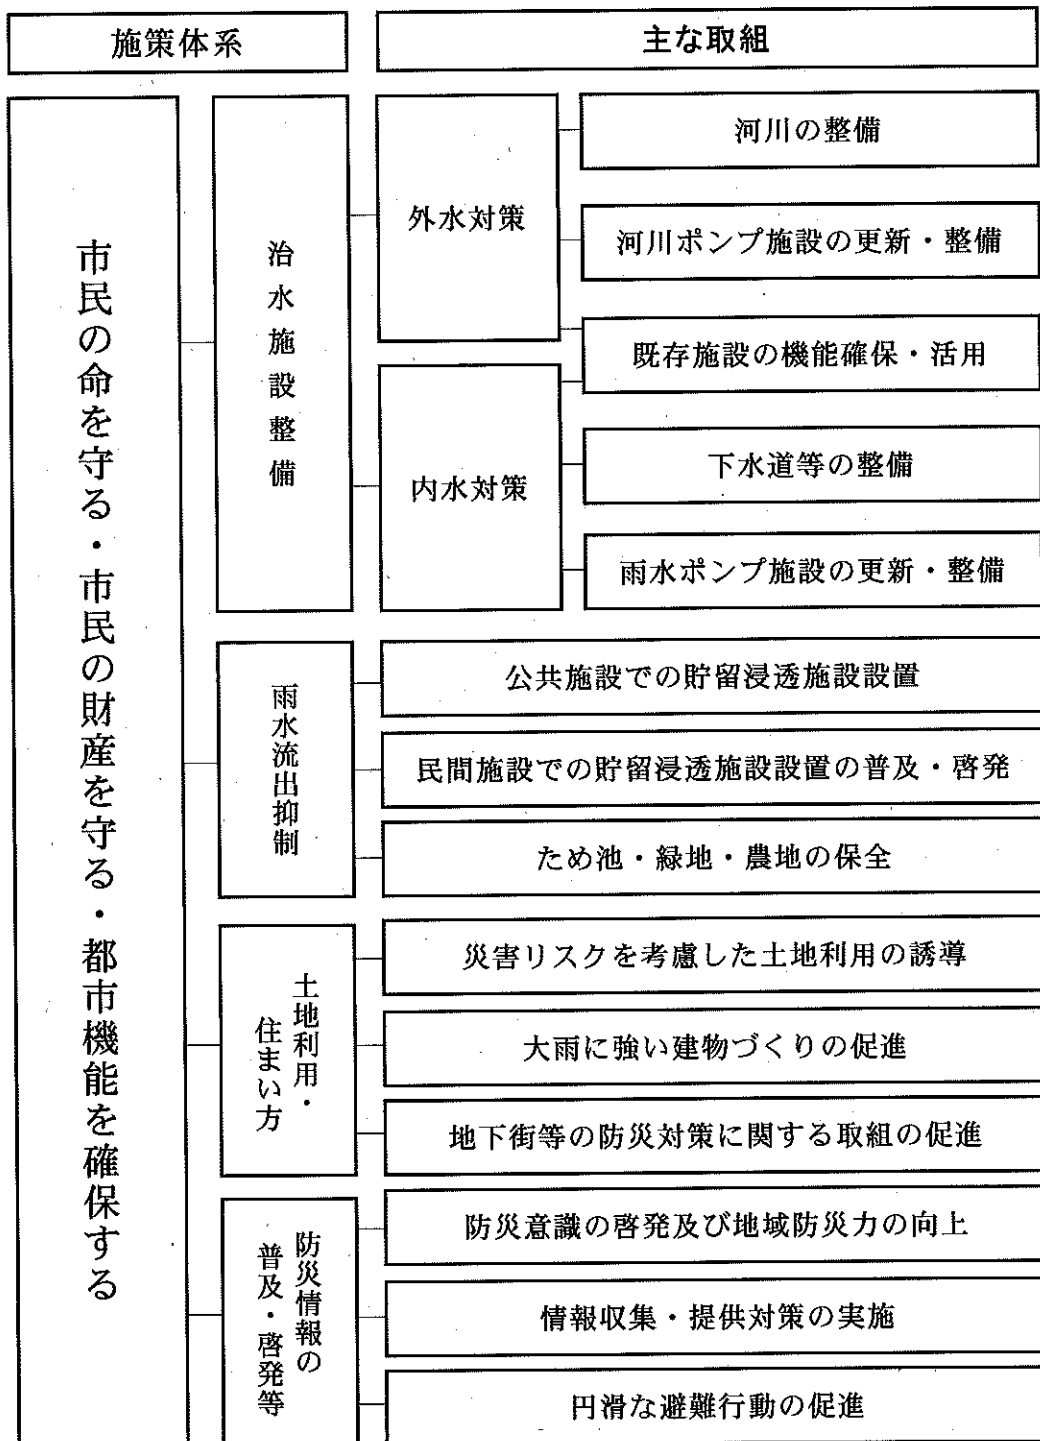 施策体系
主な取組
市民の命を守る・市民の財産を守る・都市機能を確保する
治水施設整備
外水対策
河川の整備
河川ポンプ施設の更新・整備
既存施設の機能確保・活用
内水対策
下水道等の整備
雨水ポンプ施設の更新・整備
雨水流出抑制
公共施設での貯留浸透施設設置
民間施設での貯留浸透施設設置の普及・啓発
ため池・緑地・農地の保全
土地利用・
住まい方
災害リスクを考慮した土地利用の誘導
大雨に強い建物づくりの促進
地下街等の防災対策に関する取組の促進
防災情報の
普及・啓発等
防災意識の啓発及び地域防災力の向上
情報収集・提供対策の実施
円滑な避難行動の促進